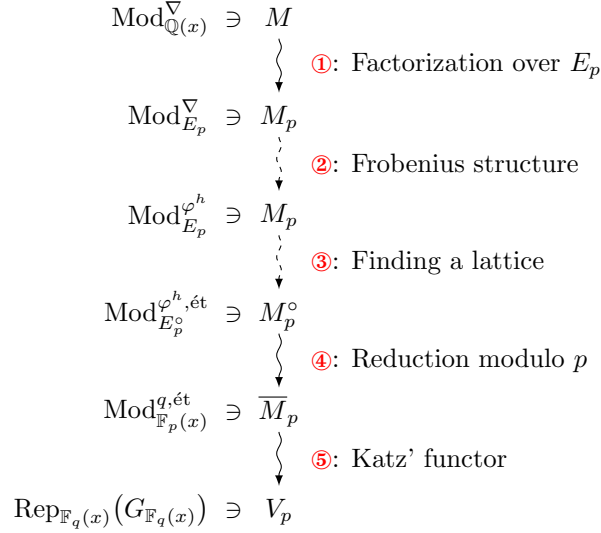 Mod^∇_{ℚ(x)} ∋ M
①: Factorization over E_p
Mod^∇_{E_p} ∋ M_p
②: Frobenius structure
Mod^{φ^h}_{E_p} ∋ M_p
③: Finding a lattice
Mod^{φ^h,ét}_{E_p^∘} ∋ M_p^∘
④: Reduction modulo p
Mod^{q,ét}_{𝔽_p(x)} ∋ \overline{M}_p
⑤: Katz’ functor
Rep_{𝔽_q(x)}(G_{𝔽_q(x)}) ∋ V_p